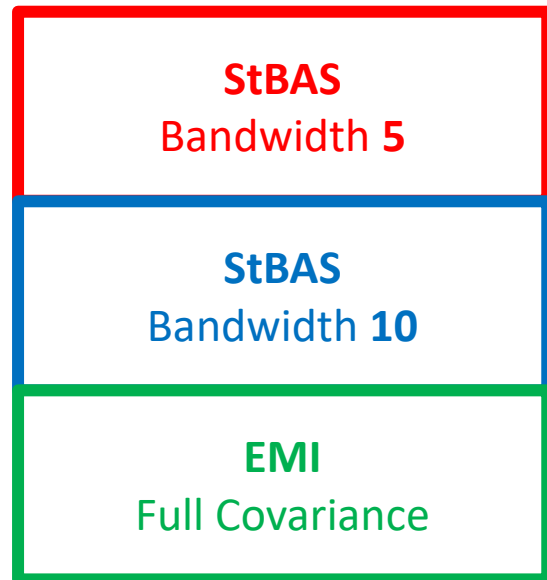 StBAS
Bandwidth 5
StBAS
Bandwidth 10
EMI
Full Covariance